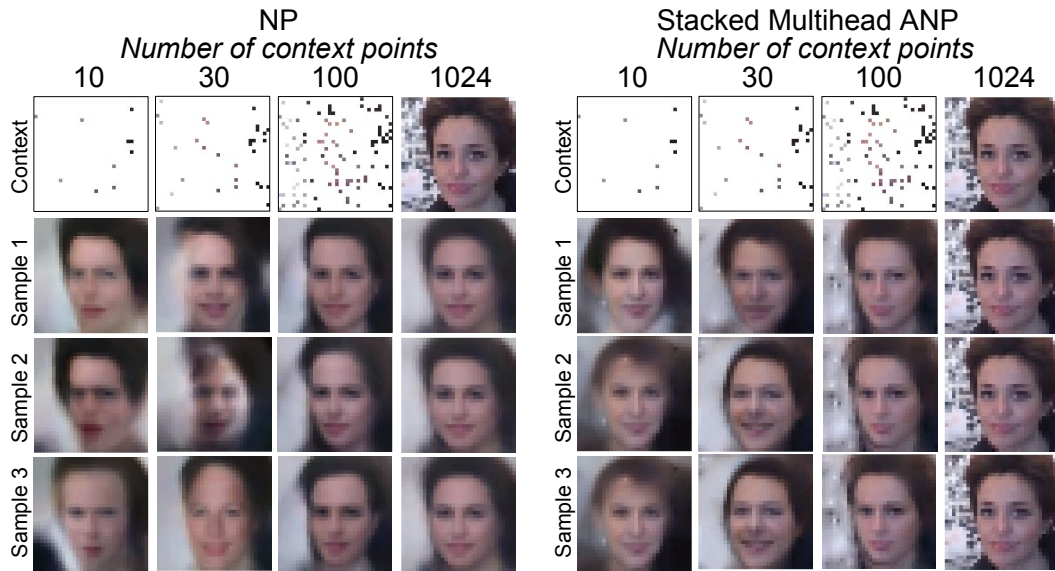 NP
Number of context points
10 30 100 1024
Context
Sample 1
Sample 2
Sample 3
Stacked Multihead ANP
Number of context points
10 30 100 1024
Context
Sample 1
Sample 2
Sample 3